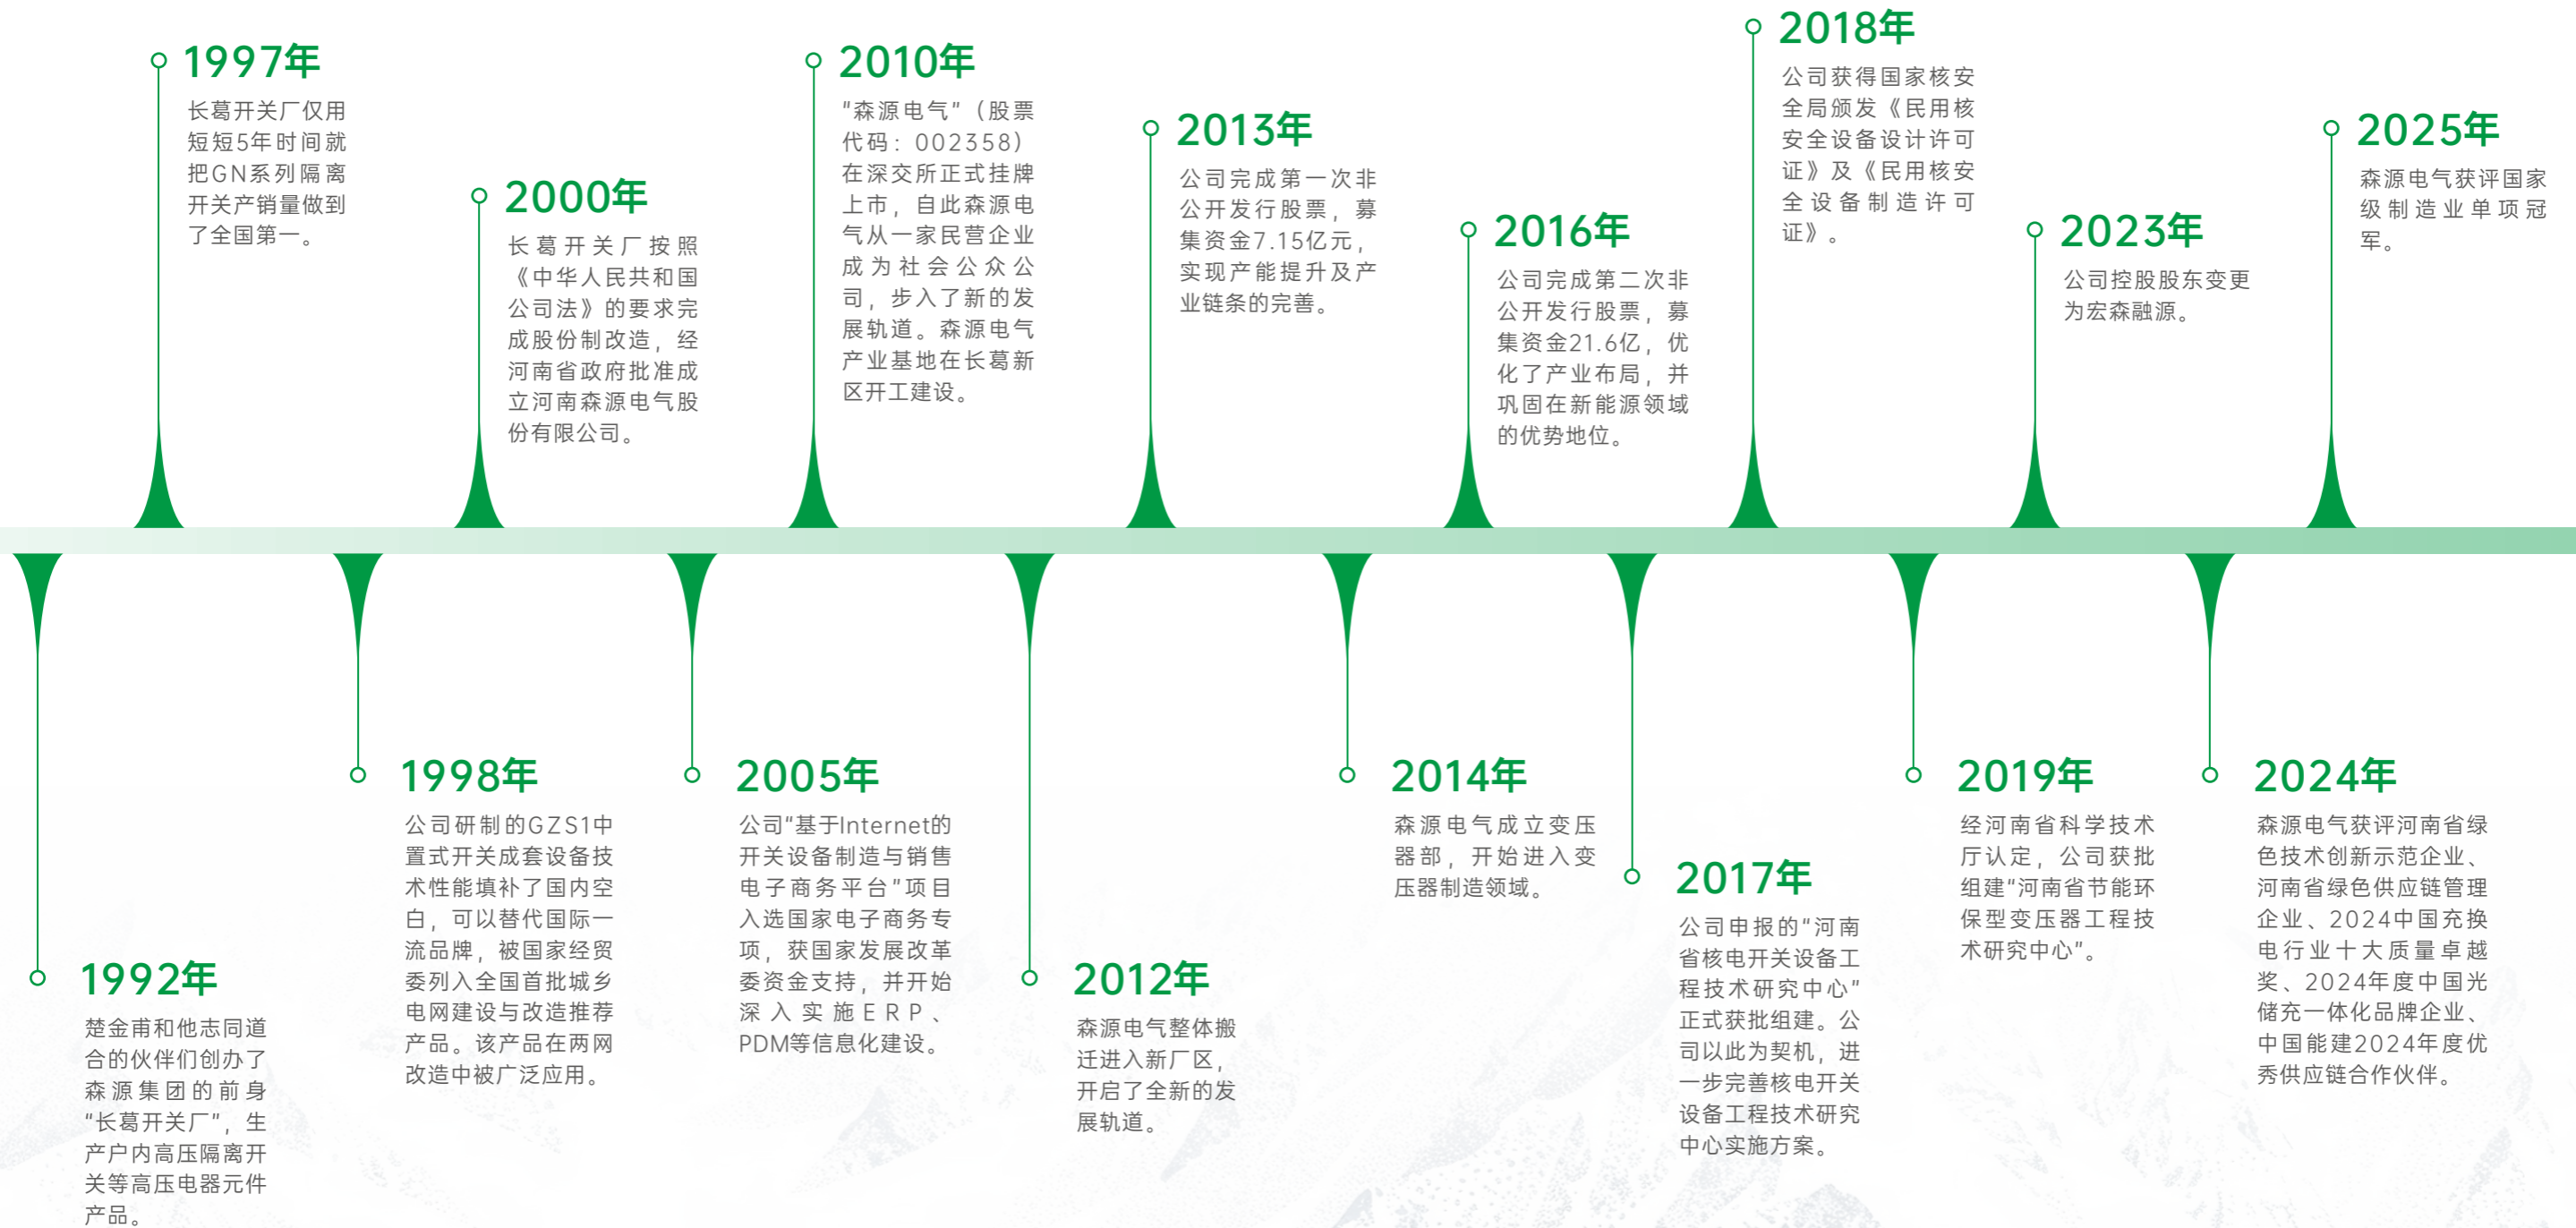 1997年
长葛开关厂仅用
短短5年时间就
把GN系列隔离
开关产销量做到
了全国第一。
2000年
长葛开关厂按照
《中华人民共和国
公司法》的要求完
成股份制改造，经
河南省政府批准成
立河南森源电气股
份有限公司。
2010年
"森源电气"（股票
代码：002358）
在深交所正式挂牌
上市，自此森源电
气从一家民营企业
成为社会公众公
司，步入了新的发
展轨道。森源电气
产业基地在长葛新
区开工建设。
2013年
公司完成第一次非
公开发行股票，募
集资金7.15亿元，
实现产能提升及产
业链条的完善。
2016年
公司完成第二次非
公开发行股票，募
集资金21.6亿，优
化了产业布局，并
巩固在新能源领域
的优势地位。
2018年
公司获得国家核安
全局颁发《民用核
安全设备设计许可
证》及《民用核安
全设备制造许可
证》。
2023年
公司控股股东变更
为宏森融源。
2025年
森源电气获评国家
级制造业单项冠
军。
1992年
楚金甫和他志同道
合的伙伴们创办了
森源集团的前身
"长葛开关厂"，生
产户内高压隔离开
关等高压电器元件
产品。
1998年
公司研制的GZS1中
置式开关成套设备技
术性能填补了国内空
白，可以替代国际一
流品牌，被国家经贸
委列入全国首批城乡
电网建设与改造推荐
产品。该产品在两网
改造中被广泛应用。
2005年
公司"基于Internet的
开关设备制造与销售
电子商务平台"项目
入选国家电子商务专
项，获国家发展改革
委资金支持，并开始
深入实施ERP、
PDM等信息化建设。
2012年
森源电气整体搬
迁进入新厂区，
开启了全新的发
展轨道。
2014年
森源电气成立变压
器部，开始进入变
压器制造领域。
2017年
公司申报的"河南
省核电开关设备工
程技术研究中心"
正式获批组建。公
司以此为契机，进
一步完善核电开关
设备工程技术研究
中心实施方案。
2019年
经河南省科学技术
厅认定，公司获批
组建"河南省节能环
保型变压器工程技
术研究中心"。
2024年
森源电气获评河南省绿
色技术创新示范企业、
河南省绿色供应链管理
企业、2024中国充换
电行业十大质量卓越
奖、2024年度中国光
储充一体化品牌企业、
中国能建2024年度优
秀供应链合作伙伴。